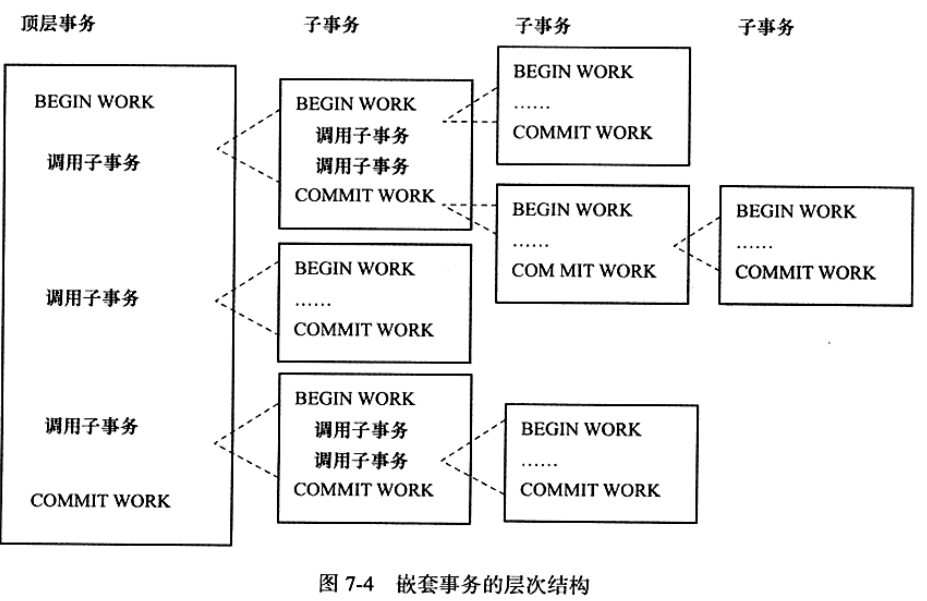 顶层事务
子事务
子事务
子事务
BEGIN WORK
调用子事务
调用子事务
调用子事务
COMMIT WORK
BEGIN WORK
调用子事务
调用子事务
COMMIT WORK
BEGIN WORK
......
COMMIT WORK
BEGIN WORK
调用子事务
调用子事务
COMMIT WORK
BEGIN WORK
......
COMMIT WORK
BEGIN WORK
......
COM MIT WORK
BEGIN WORK
......
COMMIT WORK
BEGIN WORK
......
COMMIT WORK
图 7-4 嵌套事务的层次结构